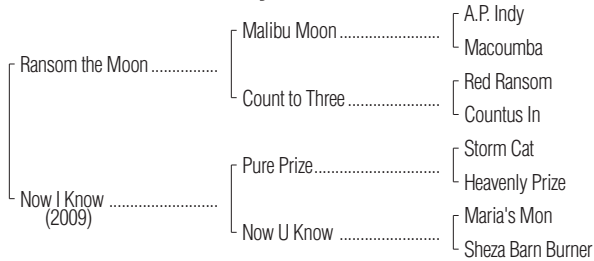 A.P. Indy
Malibu Moon ....................
Macoumba
Ransom the Moon ...............
Red Ransom
Count to Three ..................
Countus In
Storm Cat
Pure Prize.........................
Heavenly Prize
Now I Know ........................
(2009)
Maria's Mon
Now U Know ....................
Sheza Barn Burner